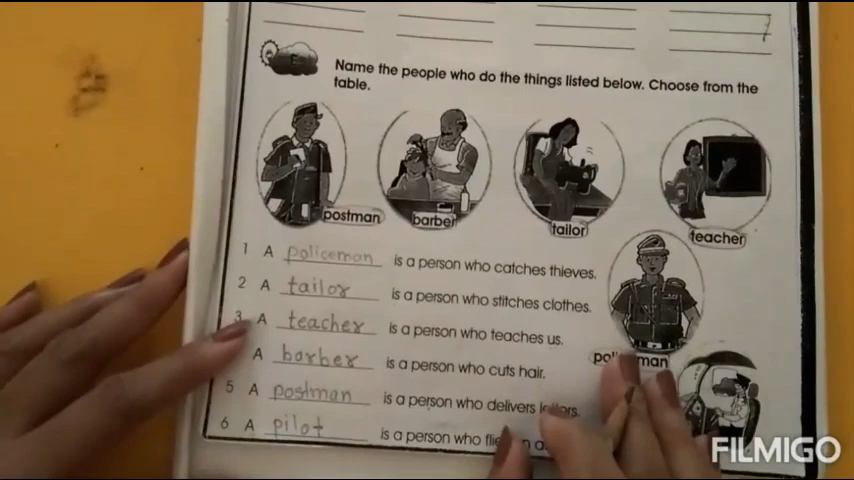 Name the people who do the things listed below. Choose from the
table.
postman
barber
tailor
teacher
1 A policeman is a person who catches thieves.
2 A tailor is a person who stitches clothes.
3 A teacher is a person who teaches us.
A barber is a person who cuts hair.
5 A postman is a person who delivers
6 A pilot is a person who
man
FILMIGO